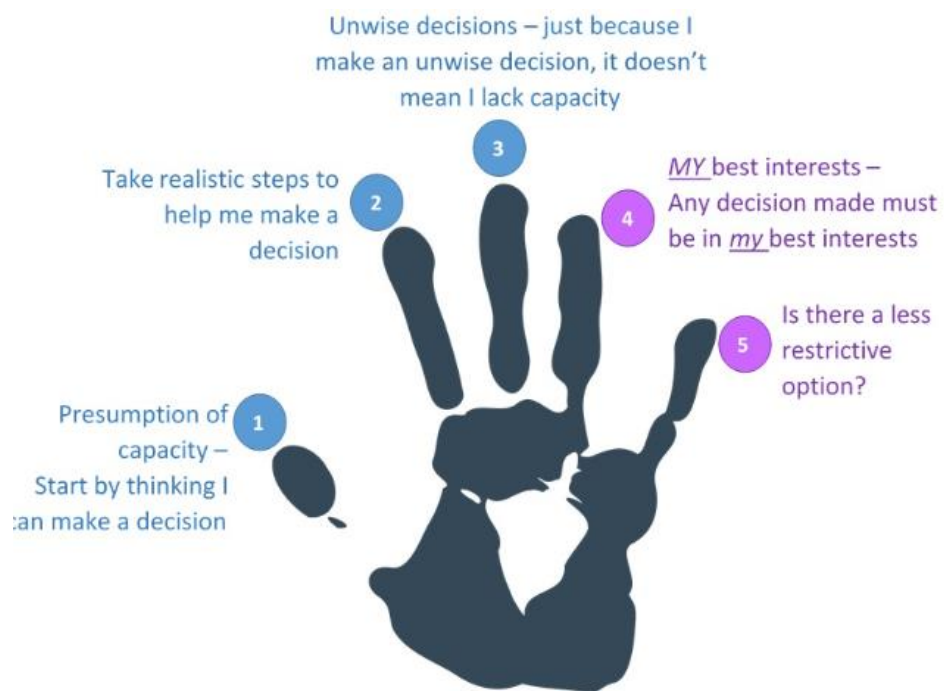 Unwise decisions – just because I
make an unwise decision, it doesn't
mean I lack capacity
3
Take realistic steps to
help me make a
decision
2
4
MY best interests –
Any decision made must
be in my best interests
5
Is there a less
restrictive
option?
Presumption of
capacity –
Start by thinking I
can make a decision
1